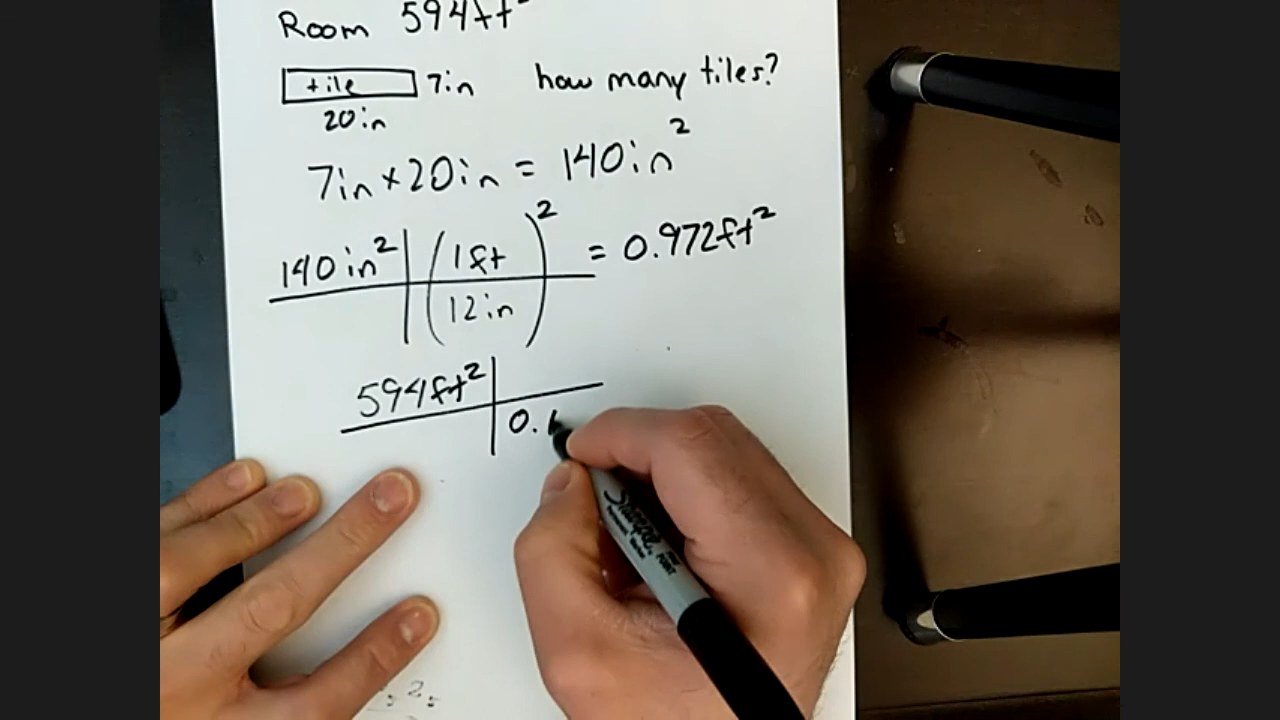 Room 594ft²
tile 7in how many tiles?
20in
7in × 20in = 140in²
140in² | (1ft / 12in)² = 0.972ft²
594ft²
0.
Sharpie